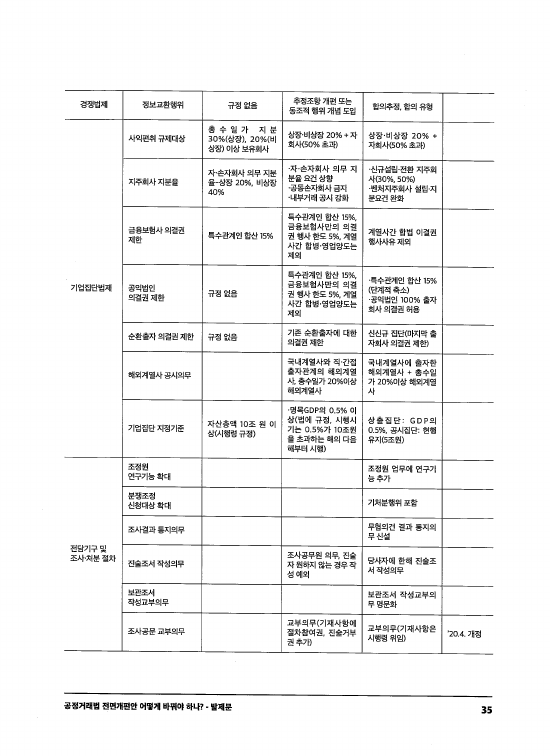 경쟁법제 정보교환행위 규정 없음 추정조항 개편 또는 동조적 행위 개념 도입 합의추정, 합의 유형
기업집단법제
사익편취 규제대상
총수일가 지분
30%(상장), 20%(비
상장) 이상 보유회사
상장·비상장 20% + 자
회사(50% 초과)
상장·비상장 20% +
자회사(50% 초과)
지주회사 지분율
자·손자회사 의무 지분
율-상장 20%, 비상장
40%
·자·손자회사 의무 지
분율 요건 상향
·공동손자회사 금지
·내부거래 공시 강화
·신규설립·전환 지주회
사(30%, 50%)
·벤처지주회사 설립·지
분요건 완화
금융보험사 의결권
제한
특수관계인 합산 15%
특수관계인 합산 15%,
금융보험사만의 의결
권 행사 한도 5%, 계열
사간 합병·영업양도는
제외
계열사간 합병 이결권
행사사유 제외
공익법인
의결권 제한
규정 없음
특수관계인 합산 15%,
금융보험사만의 의결
권 행사 한도 5%, 계열
사간 합병·영업양도는
제외
·특수관계인 합산 15%
(단계적 축소)
·공익법인 100% 출자
회사 의결권 허용
순환출자 의결권 제한
규정 없음
기존 순환출자에 대한
의결권 제한
신신규 집단(마지막 출
자회사 의결권 제한)
해외계열사 공시의무
국내계열사와 직·간접
출자관계의 해외계열
사, 총수일가 20%이상
해외계열사
국내계열사에 출자한
해외계열사 + 총수일
가 20%이상 해외계열
사
기업집단 지정기준
자산총액 10조 원 이
상(시행령 규정)
·명목GDP의 0.5% 이
상(법에 규정, 시행시
기는 0.5%가 10조원
을 초과하는 해의 다음
해부터 시행)
상출집단: GDP의
0.5%, 공시집단: 현행
유지(5조원)
전담기구 및
조사·처분 절차
조정원
연구기능 확대
조정원 업무에 연구기
능 추가
분쟁조정
신청대상 확대
기처분행위 포함
조사결과 통지의무
무혐의건 결과 통지의
무 신설
진술조서 작성의무
조사공무원 의무, 진술
자 원하지 않는 경우 작
성 예외
당사자에 한해 진술조
서 작성의무
보관조서
작성교부의무
보관조서 작성교부의
무 명문화
조사공문 교부의무
교부의무(기재사항에
절차참여권, 진술거부
권 추가)
교부의무(기재사항은
시행령 위임)
'20.4. 개정
공정거래법 전면개편안 어떻게 바꿔야 하나? - 발제문
35